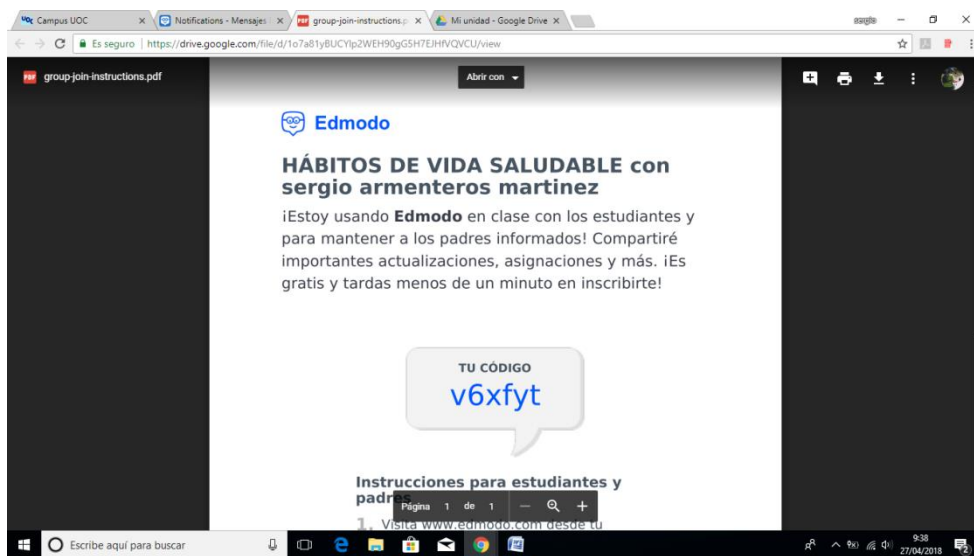 Campus UOC
Notifications - Mensajes
group-join-instructions.p
Mi unidad - Google Drive
sergio
Es seguro | https://drive.google.com/file/d/1o7a81yBUCYlp2WEH90gG5H7EJHfVQVCU/view
group-join-instructions.pdf
Abrir con
Edmodo
HÁBITOS DE VIDA SALUDABLE con
sergio armenteros martinez
¡Estoy usando Edmodo en clase con los estudiantes y
para mantener a los padres informados! Compartiré
importantes actualizaciones, asignaciones y más. ¡Es
gratis y tardas menos de un minuto en inscribirte!
TU CÓDIGO
v6xfyt
Instrucciones para estudiantes y
padres
Página 1 de 1
1. Visita www.edmodo.com desde tu
Escribe aquí para buscar
9:38
27/04/2018